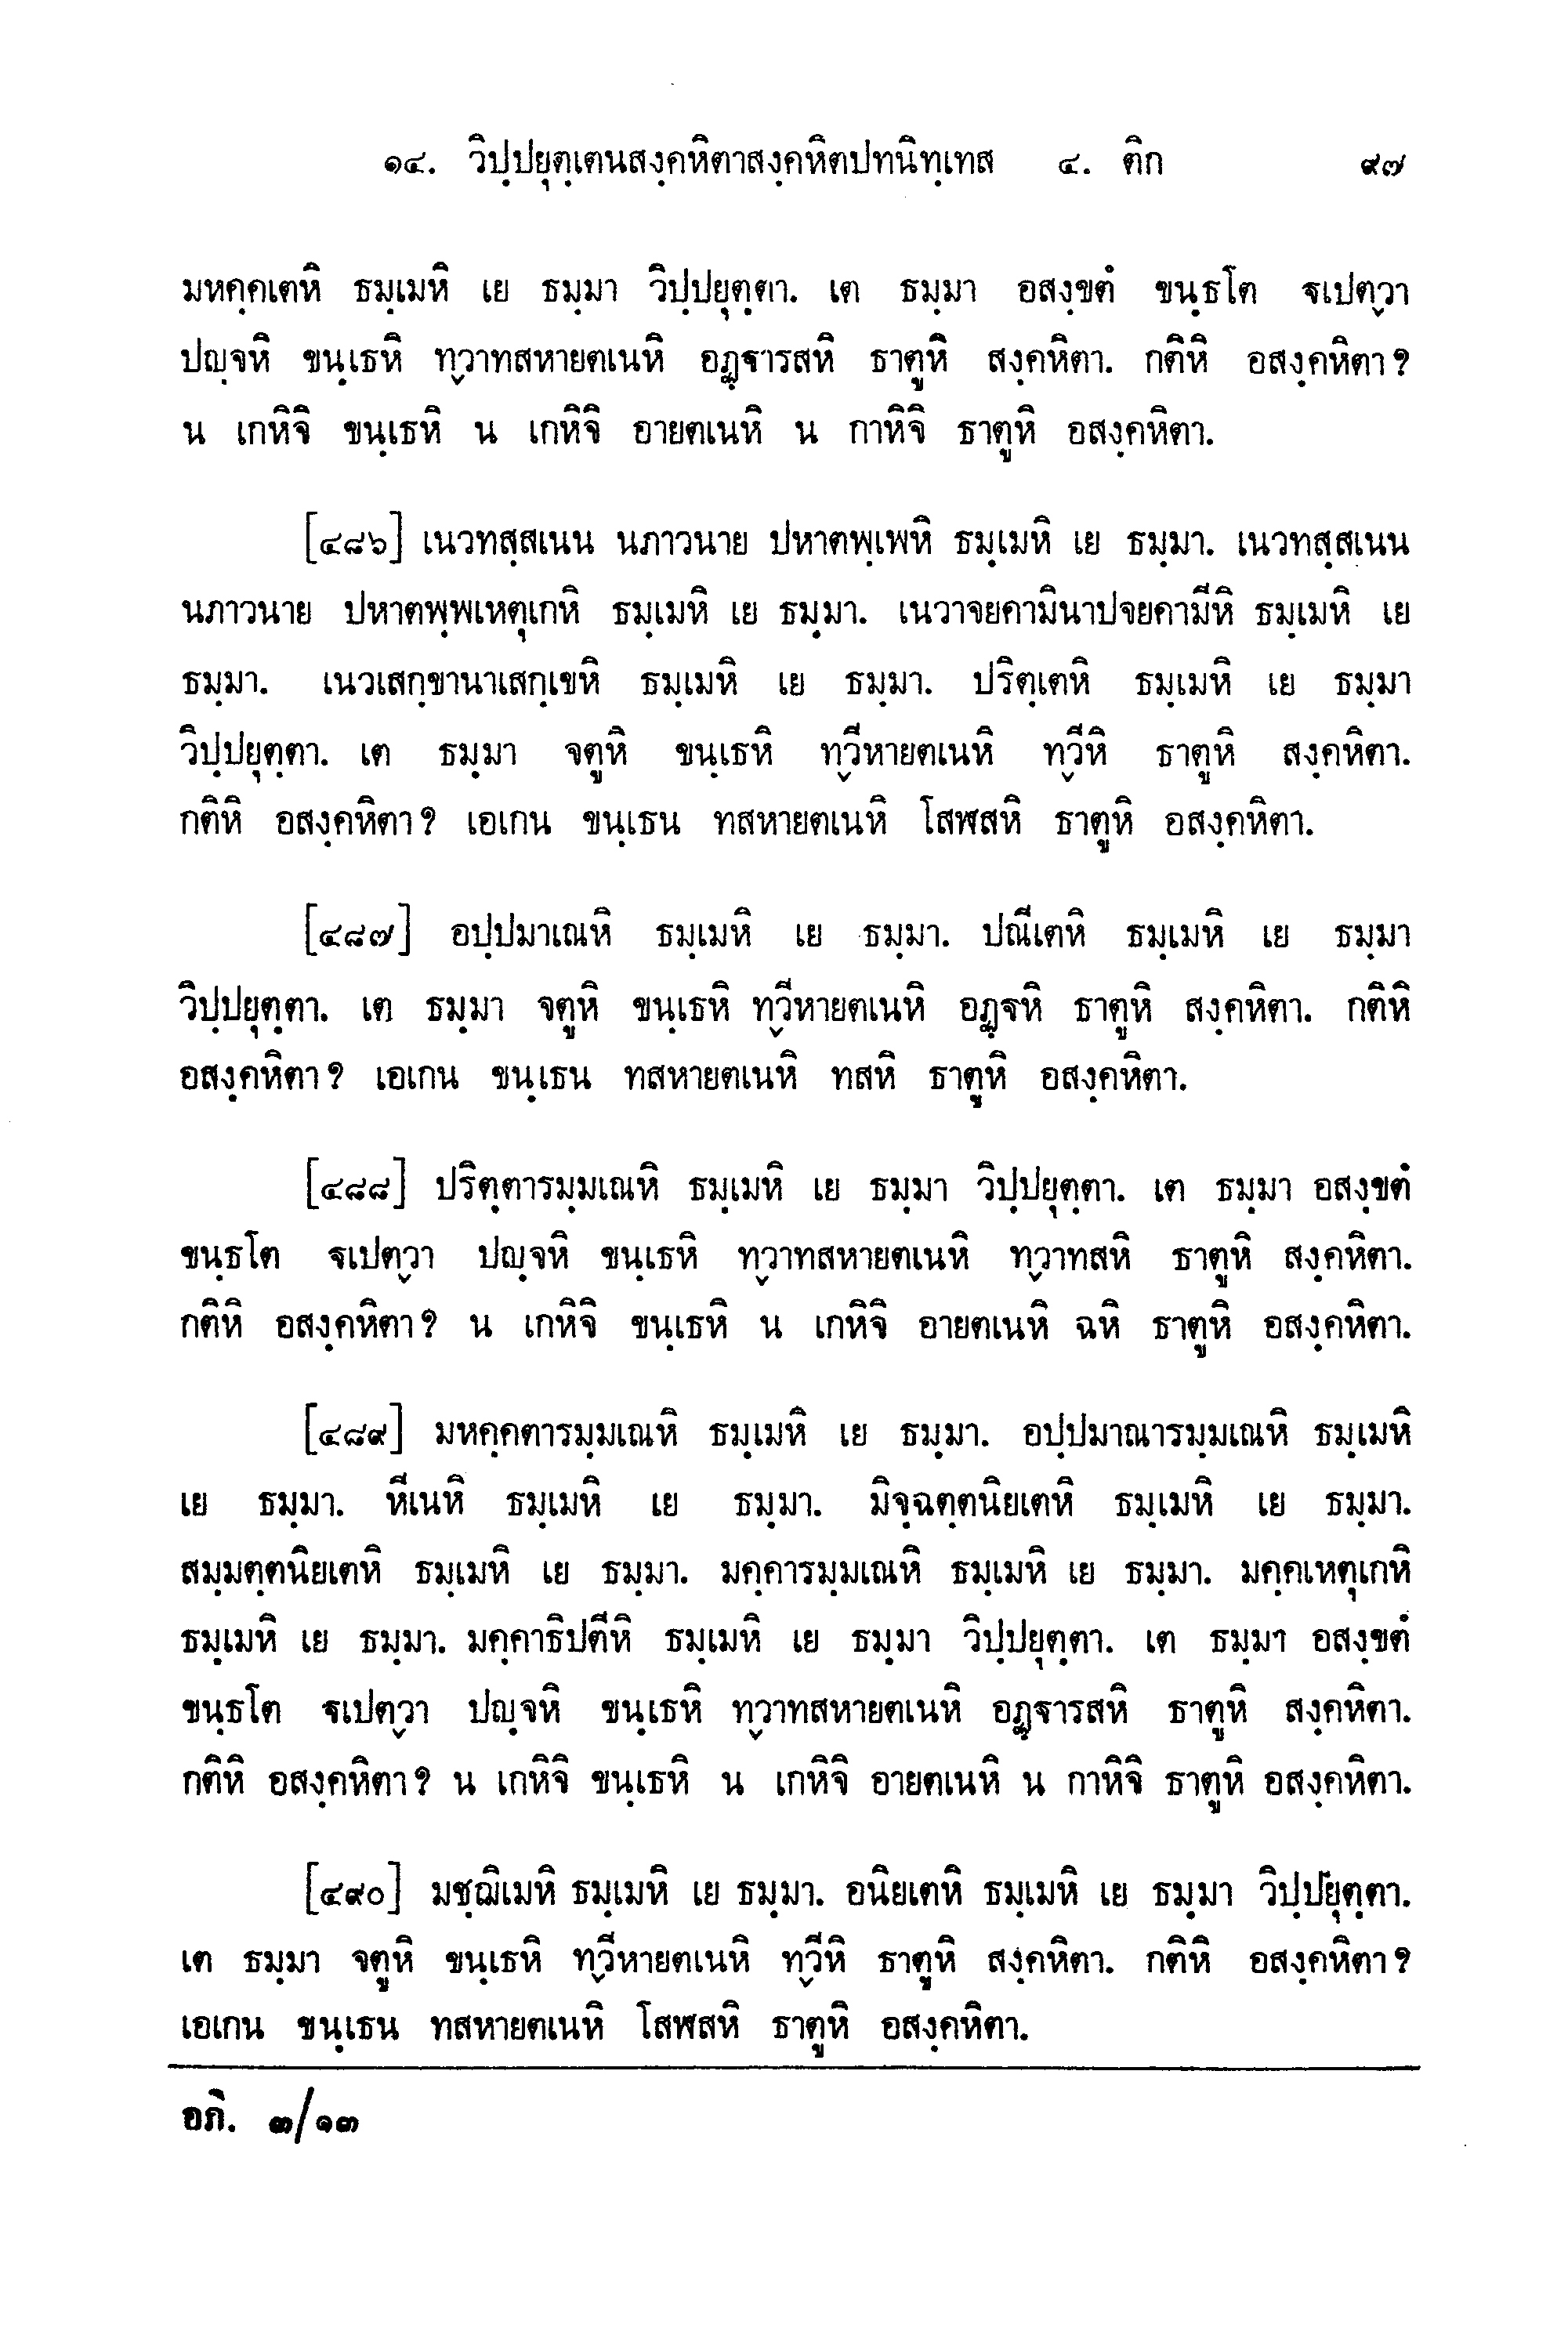 ๑๔. วิปฺปยุตฺเตนสงฺคหิตาสงฺคหิตปทนิทฺเทส ๔. ติก ๙๗
มหคฺคเตหิ ธมฺเมหิ เย ธมฺมา วิปฺปยุตฺตา. เต ธมฺมา อสงฺขตํ ขนฺธโต ฐเปตฺวา
ปญฺจหิ ขนฺเธหิ ทฺวาทสหายตเนหิ อฏฺฐารสหิ ธาตูหิ สงฺคหิตา. กติหิ อสงฺคหิตา?
น เกหิจิ ขนฺเธหิ น เกหิจิ อายตเนหิ น กาหิจิ ธาตูหิ อสงฺคหิตา.
[๔๘๖] เนวทสฺสเนน นภาวนาย ปหาตพฺเพหิ ธมฺเมหิ เย ธมฺมา. เนวทสฺสเนน
นภาวนาย ปหาตพฺพเหตุเกหิ ธมฺเมหิ เย ธมฺมา. เนวาจยคามินาปจยคามีหิ ธมฺเมหิ เย
ธมฺมา. เนวเสกฺขานาเสกฺเขหิ ธมฺเมหิ เย ธมฺมา. ปริตฺเตหิ ธมฺเมหิ เย ธมฺมา
วิปฺปยุตฺตา. เต ธมฺมา จตูหิ ขนฺเธหิ ทฺวีหายตเนหิ ทฺวีหิ ธาตูหิ สงฺคหิตา.
กติหิ อสงฺคหิตา? เอเกน ขนฺเธน ทสหายตเนหิ โสฬสหิ ธาตูหิ อสงฺคหิตา.
[๔๘๗] อปฺปมาเณหิ ธมฺเมหิ เย ธมฺมา. ปณีเตหิ ธมฺเมหิ เย ธมฺมา
วิปฺปยุตฺตา. เต ธมฺมา จตูหิ ขนฺเธหิ ทฺวีหายตเนหิ อฏฺฐหิ ธาตูหิ สงฺคหิตา. กติหิ
อสงฺคหิตา? เอเกน ขนฺเธน ทสหายตเนหิ ทสหิ ธาตูหิ อสงฺคหิตา.
[๔๘๘] ปริตฺตารมฺมเณหิ ธมฺเมหิ เย ธมฺมา วิปฺปยุตฺตา. เต ธมฺมา อสงฺขตํ
ขนฺธโต ฐเปตฺวา ปญฺจหิ ขนฺเธหิ ทฺวาทสหายตเนหิ ทฺวาทสหิ ธาตูหิ สงฺคหิตา.
กติหิ อสงฺคหิตา? น เกหิจิ ขนฺเธหิ น เกหิจิ อายตเนหิ ฉหิ ธาตูหิ อสงฺคหิตา.
[๔๘๙] มหคฺคตารมฺมเณหิ ธมฺเมหิ เย ธมฺมา. อปฺปมาณารมฺมเณหิ ธมฺเมหิ
เย ธมฺมา. หีเนหิ ธมฺเมหิ เย ธมฺมา. มิจฺฉตฺตนิยเตหิ ธมฺเมหิ เย ธมฺมา.
สมฺมตฺตนิยเตหิ ธมฺเมหิ เย ธมฺมา. มคฺคารมฺมเณหิ ธมฺเมหิ เย ธมฺมา. มคฺคเหตุเกหิ
ธมฺเมหิ เย ธมฺมา. มคฺคาธิปตีหิ ธมฺเมหิ เย ธมฺมา วิปฺปยุตฺตา. เต ธมฺมา อสงฺขตํ
ขนฺธโต ฐเปตฺวา ปญฺจหิ ขนฺเธหิ ทฺวาทสหายตเนหิ อฏฺฐารสหิ ธาตูหิ สงฺคหิตา.
กติหิ อสงฺคหิตา? น เกหิจิ ขนฺเธหิ น เกหิจิ อายตเนหิ น กาหิจิ ธาตูหิ อสงฺคหิตา.
[๔๙๐] มชฺฌิเมหิ ธมฺเมหิ เย ธมฺมา. อนิยเตหิ ธมฺเมหิ เย ธมฺมา วิปฺปยุตฺตา.
เต ธมฺมา จตูหิ ขนฺเธหิ ทฺวีหายตเนหิ ทฺวีหิ ธาตูหิ สงฺคหิตา. กติหิ อสงฺคหิตา?
เอเกน ขนฺเธน ทสหายตเนหิ โสฬสหิ ธาตูหิ อสงฺคหิตา.
อภิ. ๓/๑๓